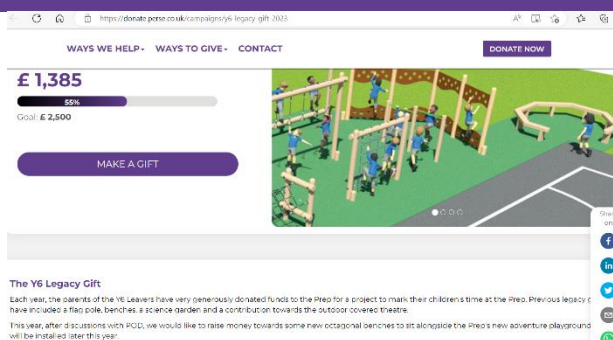 https://donate.perse.co.uk/campaigns/y6-legacy-gift-2023
WAYS WE HELP WAYS TO GIVE CONTACT DONATE NOW
£ 1,385
55%
Goal: £ 2,500
MAKE A GIFT
Share
on
The Y6 Legacy Gift
Each year, the parents of the Y6 Leavers have very generously donated funds to the Prep for a project to mark their children's time at the Prep. Previous legacy
have included a flag pole, benches, a science garden and a contribution towards the outdoor covered theatre.
This year, after discussions with POD, we would like to raise money towards some new octagonal benches to sit alongside the Prep's new adventure playground
will be installed later this year.